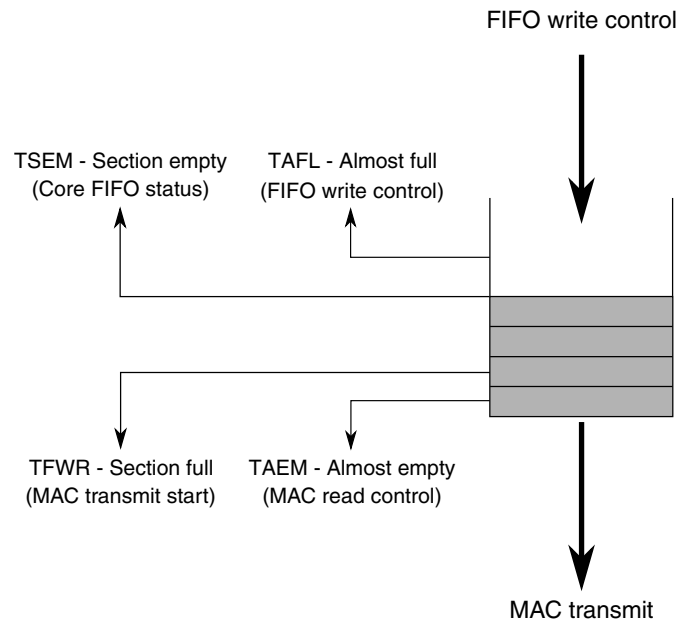 FIFO write control
TSEM - Section empty
(Core FIFO status)
TAFL - Almost full
(FIFO write control)
TFWR - Section full
(MAC transmit start)
TAEM - Almost empty
(MAC read control)
MAC transmit